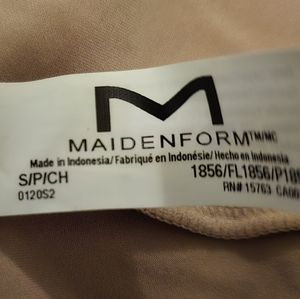 M
MAIDENFORM TM/MC
Made in Indonesia/ Fabriqué en Indonésie/ Hecho en Indonesia
S/P/CH 1856/FL1856/P185
0120S2 RN# 15763 CA00